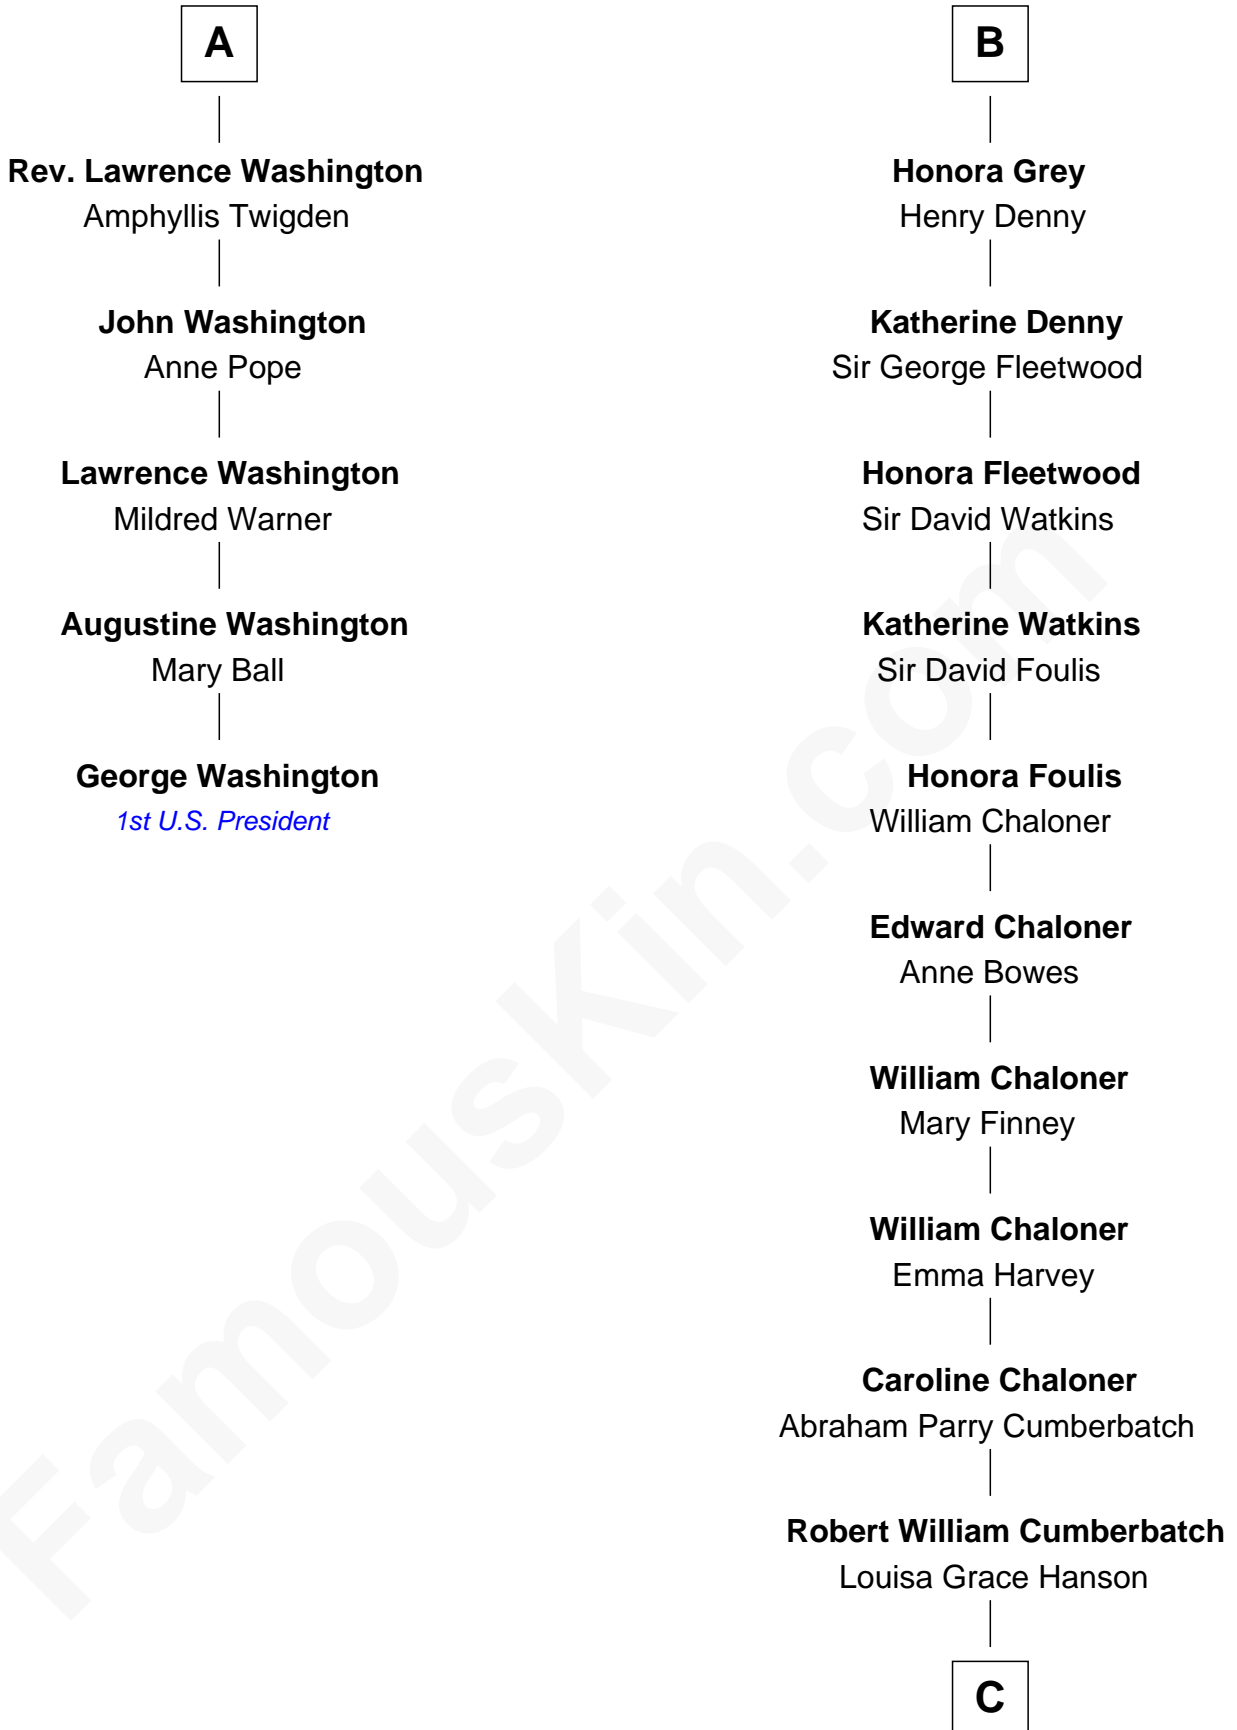 A
Rev. Lawrence Washington
Amphyllis Twigden
John Washington
Anne Pope
Lawrence Washington
Mildred Warner
Augustine Washington
Mary Ball
George Washington
1st U.S. President
B
Honora Grey
Henry Denny
Katherine Denny
Sir George Fleetwood
Honora Fleetwood
Sir David Watkins
Katherine Watkins
Sir David Foulis
Honora Foulis
William Chaloner
Edward Chaloner
Anne Bowes
William Chaloner
Mary Finney
William Chaloner
Emma Harvey
Caroline Chaloner
Abraham Parry Cumberbatch
Robert William Cumberbatch
Louisa Grace Hanson
C
FamousKin.com